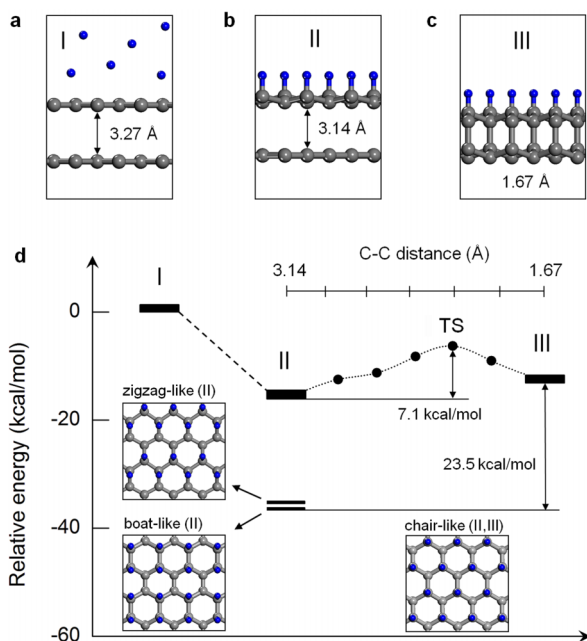 a
b
c
I
II
III
3.27 Å
3.14 Å
1.67 Å
d
C-C distance (Å)
3.14
1.67
I
II
TS
III
7.1 kcal/mol
23.5 kcal/mol
zigzag-like (II)
boat-like (II)
chair-like (II,III)
Relative energy (kcal/mol)
0
-20
-40
-60